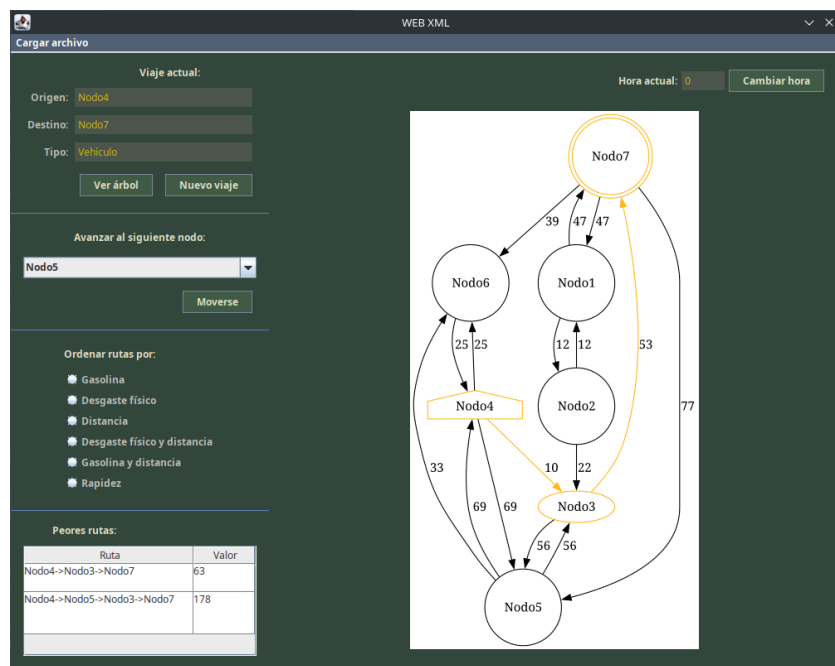 WEB XML
Cargar archivo
Viaje actual:
Origen: Nodo4
Destino: Nodo7
Tipo: Vehículo
Ver árbol Nuevo viaje
Avanzar al siguiente nodo:
Nodo5
Moverse
Ordenar rutas por:
Gasolina
Desgaste físico
Distancia
Desgaste físico y distancia
Gasolina y distancia
Rapidez
Peores rutas:
Ruta Valor
Nodo4->Nodo3->Nodo7 63
Nodo4->Nodo5->Nodo3->Nodo7 178
Hora actual: 0 Cambiar hora
Nodo7
39 47 47
Nodo6 Nodo1
25 25 12 12 53
Nodo4 Nodo2 77
33 10 22
69 69 Nodo3
56 56
Nodo5